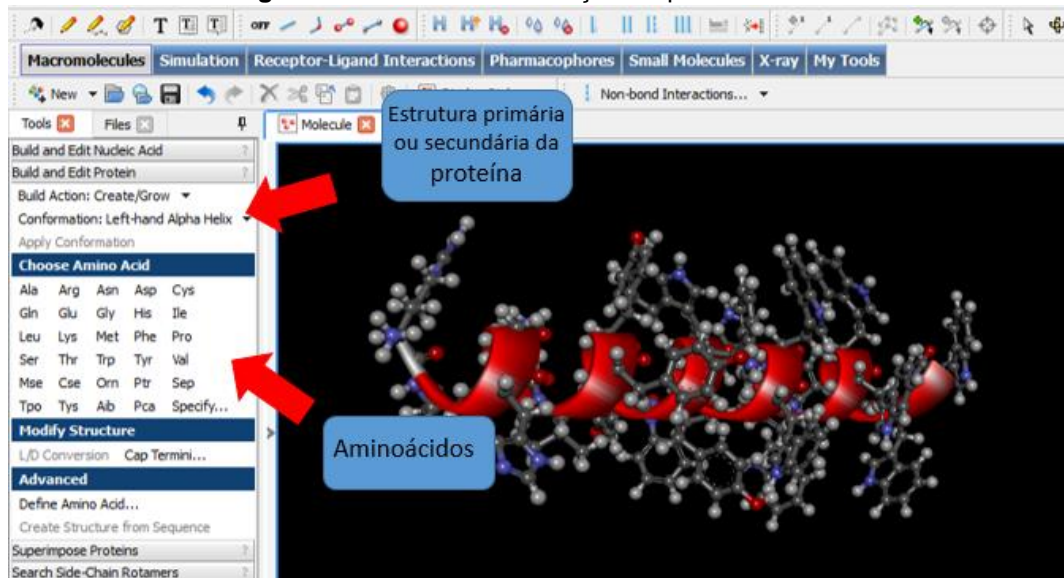 T T T
OFF
Macromolecules Simulation Receptor-Ligand Interactions Pharmacophores Small Molecules X-ray My Tools
New Non-bond Interactions...
Tools Files Molecule
Estrutura primária
ou secundária da
proteína
Build and Edit Nucleic Acid ?
Build and Edit Protein ?
Build Action: Create/Grow
Conformation: Left-hand Alpha Helix
Apply Conformation
Choose Amino Acid
Ala Arg Asn Asp Cys
Gln Glu Gly His Ile
Leu Lys Met Phe Pro
Ser Thr Trp Tyr Val
Mse Cse Orn Ptr Sep
Tpo Tys Aib Pca Specify...
Aminoácidos
Modify Structure
L/D Conversion Cap Termini...
Advanced
Define Amino Acid...
Create Structure from Sequence
Superimpose Proteins ?
Search Side-Chain Rotamers ?